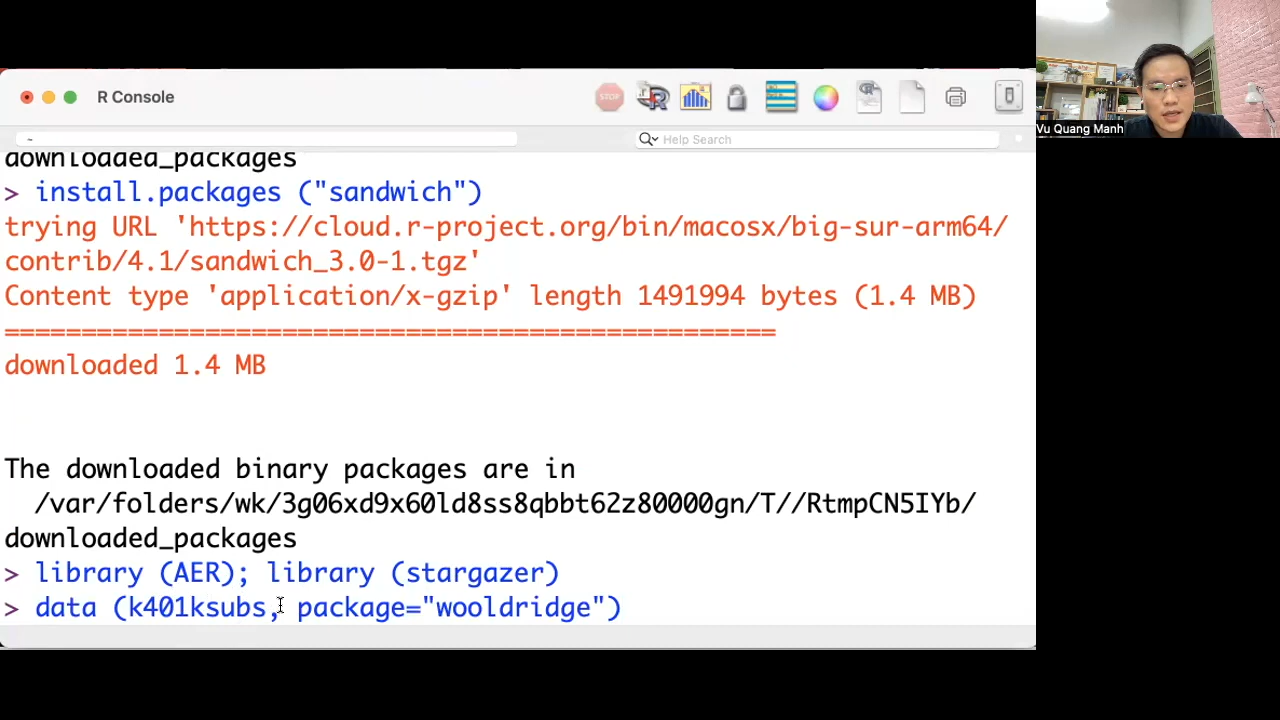 R Console
STOP
~
Help Search
Vu Quang Manh
downloaded_packages
> install.packages ("sandwich")
trying URL 'https://cloud.r-project.org/bin/macosx/big-sur-arm64/
contrib/4.1/sandwich_3.0-1.tgz'
Content type 'application/x-gzip' length 1491994 bytes (1.4 MB)
==================================================
downloaded 1.4 MB
The downloaded binary packages are in
/var/folders/wk/3g06xd9x60ld8ss8qbbt62z80000gn/T//RtmpCN5IYb/
downloaded_packages
> library (AER); library (stargazer)
> data (k401ksubs, package="wooldridge")